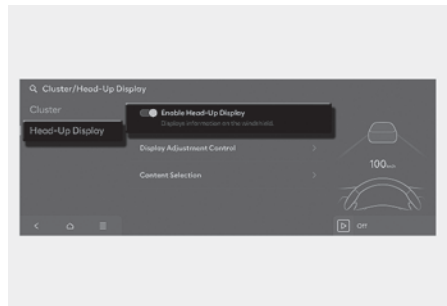 Cluster/Head-Up Display
Cluster
Head-Up Display
Enable Head-Up Display
Displays information on the windshield.
Display Adjustment Control
Content Selection
100
Off